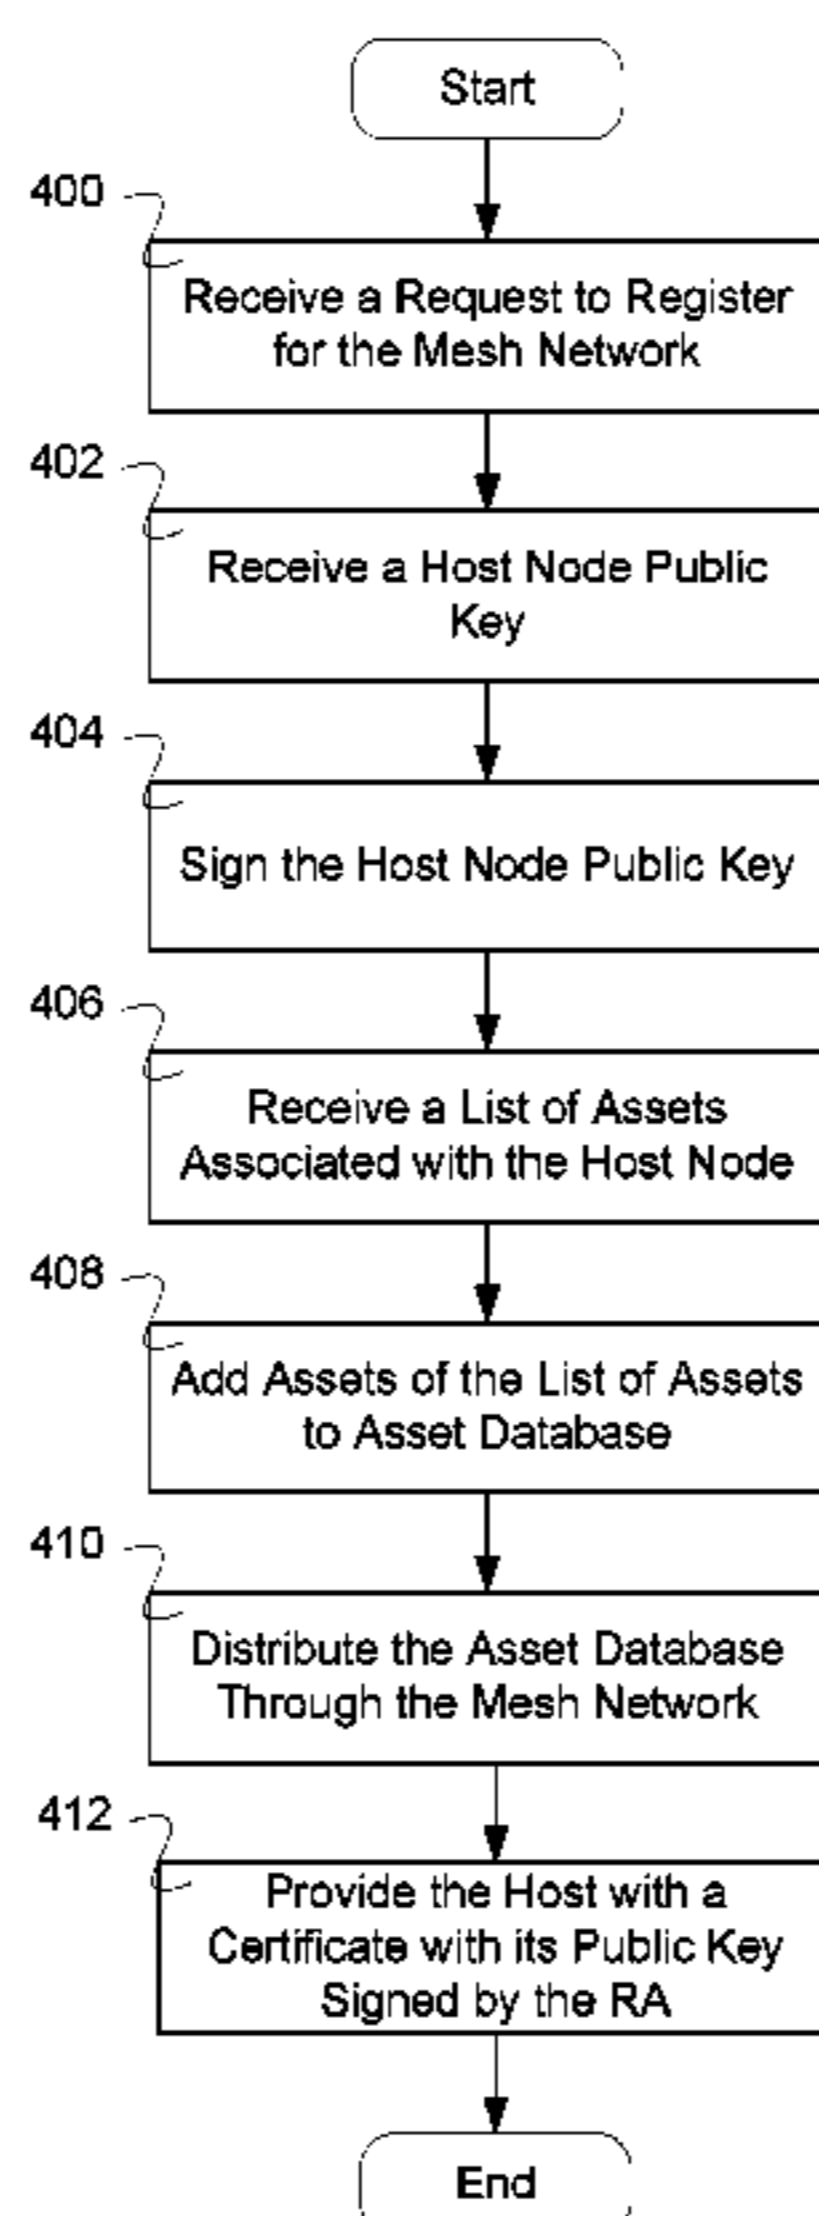 Start
400
Receive a Request to Register
for the Mesh Network
402
Receive a Host Node Public
Key
404
Sign the Host Node Public Key
406
Receive a List of Assets
Associated with the Host Node
408
Add Assets of the List of Assets
to Asset Database
410
Distribute the Asset Database
Through the Mesh Network
412
Provide the Host with a
Certificate with its Public Key
Signed by the RA
End